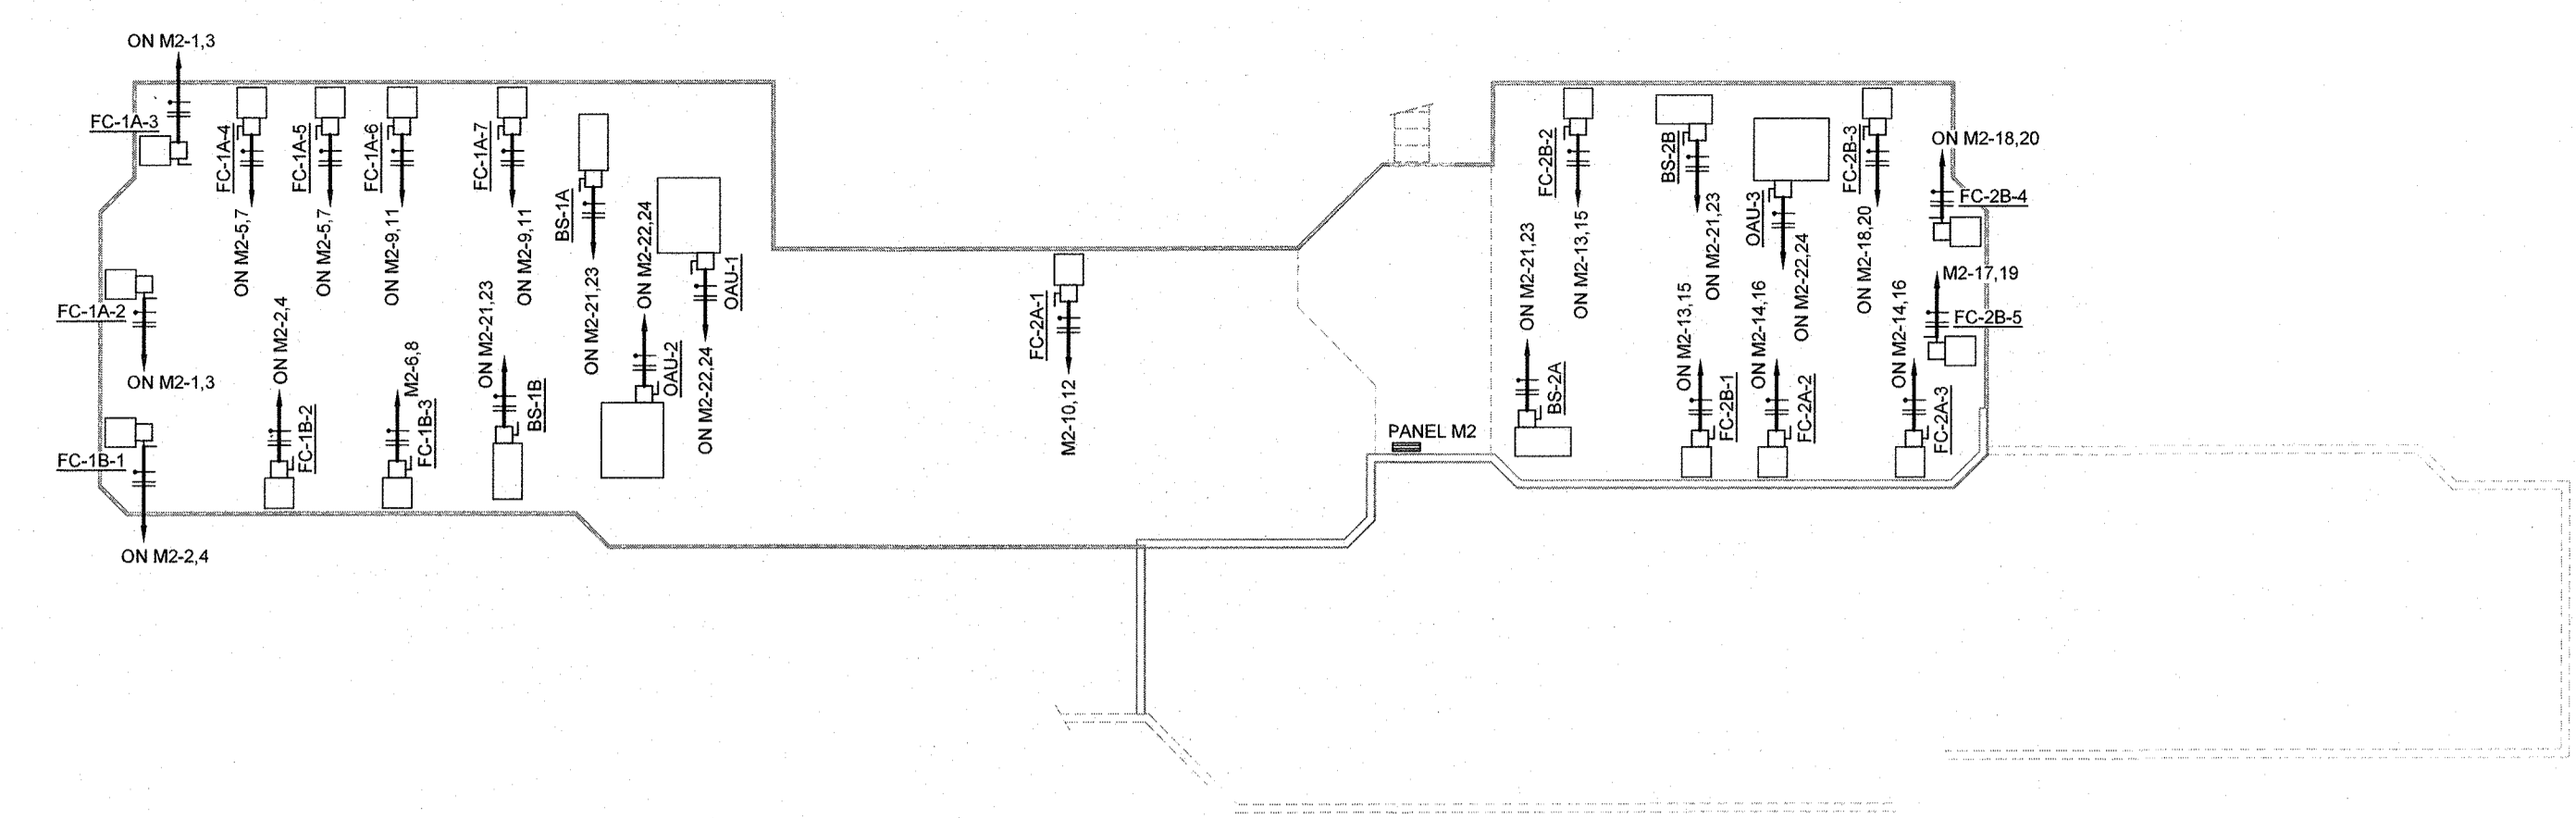 ON M2-1,3
FC-1A-3
FC-1A-4
ON M2-5,7
FC-1A-5
ON M2-5,7
FC-1A-6
ON M2-9,11
FC-1A-7
ON M2-9,11
BS-1A
ON M2-21,23
ON M2-22,24
OAU-2
OAU-1
ON M2-22,24
FC-1A-2
ON M2-1,3
FC-1B-1
ON M2-2,4
ON M2-2,4
FC-1B-2
M2-6,8
FC-1B-3
ON M2-21,23
BS-1B
FC-2A-1
M2-10,12
PANEL M2
FC-2B-2
ON M2-13,15
BS-2B
ON M2-21,23
OAU-3
ON M2-22,24
FC-2B-3
ON M2-18,20
ON M2-18,20
FC-2B-4
M2-17,19
FC-2B-5
ON M2-21,23
BS-2A
ON M2-13,15
FC-2B-1
ON M2-14,16
FC-2A-2
ON M2-14,16
FC-2A-3